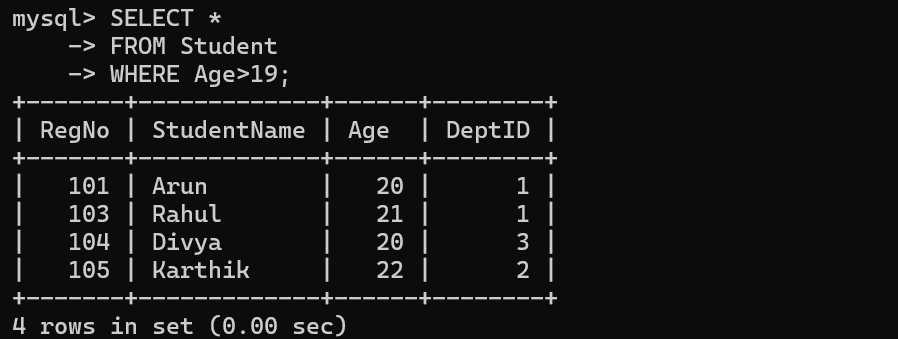 mysql> SELECT *
    -> FROM Student
    -> WHERE Age>19;
+-------+-------------+------+--------+
| RegNo | StudentName | Age  | DeptID |
+-------+-------------+------+--------+
|   101 | Arun        |   20 |      1 |
|   103 | Rahul       |   21 |      1 |
|   104 | Divya       |   20 |      3 |
|   105 | Karthik     |   22 |      2 |
+-------+-------------+------+--------+
4 rows in set (0.00 sec)